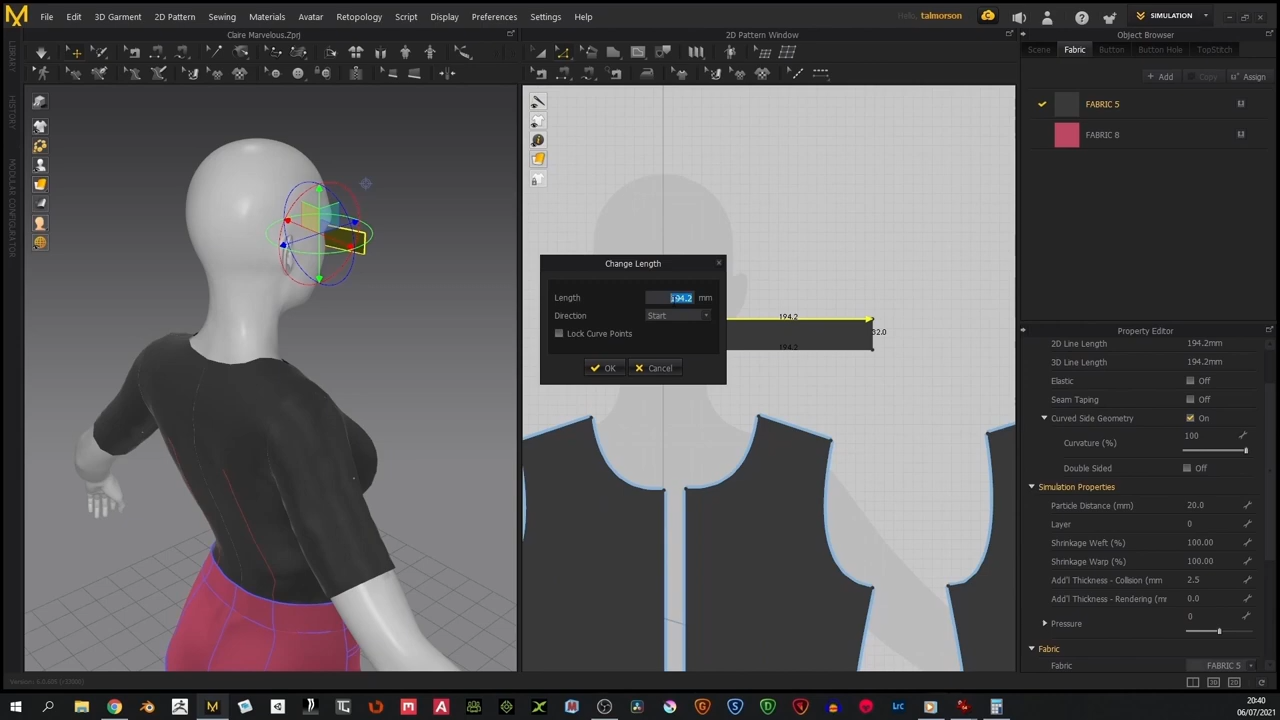 File Edit 3D Garment 2D Pattern Sewing Materials Avatar Retopology Script Display Preferences Settings Help
Hello, talmorson
SIMULATION
Claire Marvelous.Zprj
2D Pattern Window
Object Browser
Scene Fabric Button Button Hole TopStitch
+ Add Copy Assign
FABRIC 5
FABRIC 8
LIBRARY
HISTORY
MODULAR CONFIGURATOR
Change Length
Length 194.2 mm
Direction Start
Lock Curve Points
OK Cancel
194.2
32.0
194.2
Property Editor
2D Line Length 194.2mm
3D Line Length 194.2mm
Elastic Off
Seam Taping Off
Curved Side Geometry On
Curvature (%) 100
Double Sided Off
Simulation Properties
Particle Distance (mm) 20.0
Layer 0
Shrinkage Weft (%) 100.00
Shrinkage Warp (%) 100.00
Add'l Thickness - Collision (mm 2.5
Add'l Thickness - Rendering (mr 0.0
Pressure 0
Fabric
Fabric FABRIC 5
20:40
06/07/2021